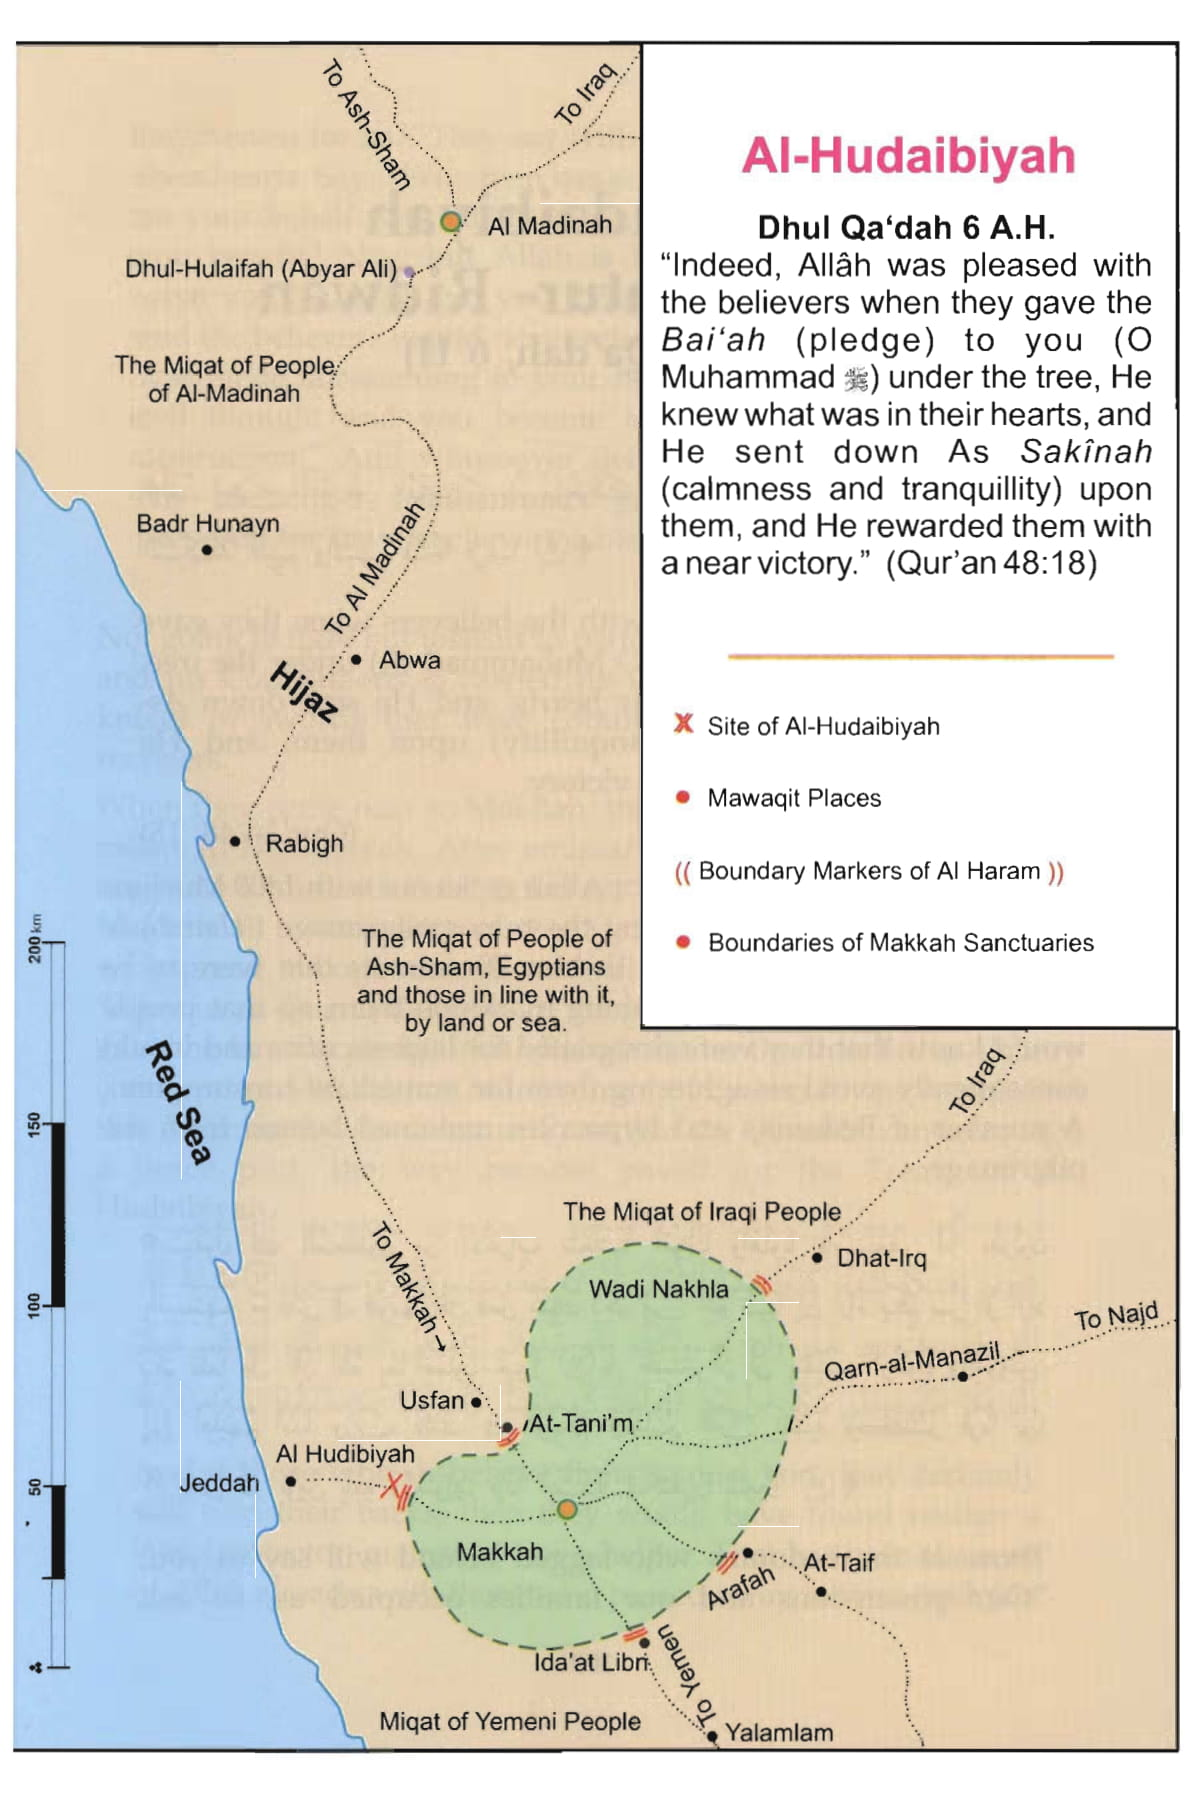 To Ash-Sham
To Iraq
Al Madinah
Dhul-Hulaifah (Abyar Ali)
The Miqat of People
of Al-Madinah
Badr Hunayn
To Al Madinah
Abwa
Hijaz
Rabigh
The Miqat of People of
Ash-Sham, Egyptians
and those in line with it,
by land or sea.
Al-Hudaibiyah
Dhul Qa‘dah 6 A.H.
“Indeed, Allâh was pleased with
the believers when they gave the
Bai‘ah (pledge) to you (O
Muhammad ﷺ) under the tree, He
knew what was in their hearts, and
He sent down As Sakînah
(calmness and tranquillity) upon
them, and He rewarded them with
a near victory.” (Qur’an 48:18)
X Site of Al-Hudaibiyah
Mawaqit Places
(( Boundary Markers of Al Haram ))
Boundaries of Makkah Sanctuaries
200 km
150
100
50
Red Sea
To Iraq
The Miqat of Iraqi People
Dhat-Irq
Wadi Nakhla
To Makkah →
To Najd
Qarn-al-Manazil
Usfan
At-Tani’m
Al Hudibiyah
X
Jeddah
Makkah
Arafah
At-Taif
Ida’at Libn
To Yemen
Miqat of Yemeni People
Yalamlam